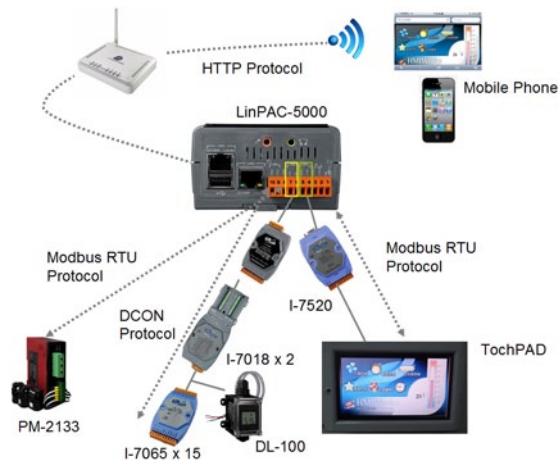 HTTP Protocol
Mobile Phone
LinPAC-5000
Modbus RTU
Protocol
Modbus RTU
Protocol
I-7520
DCON
Protocol
I-7018 x 2
TochPAD
PM-2133
DL-100
I-7065 x 15